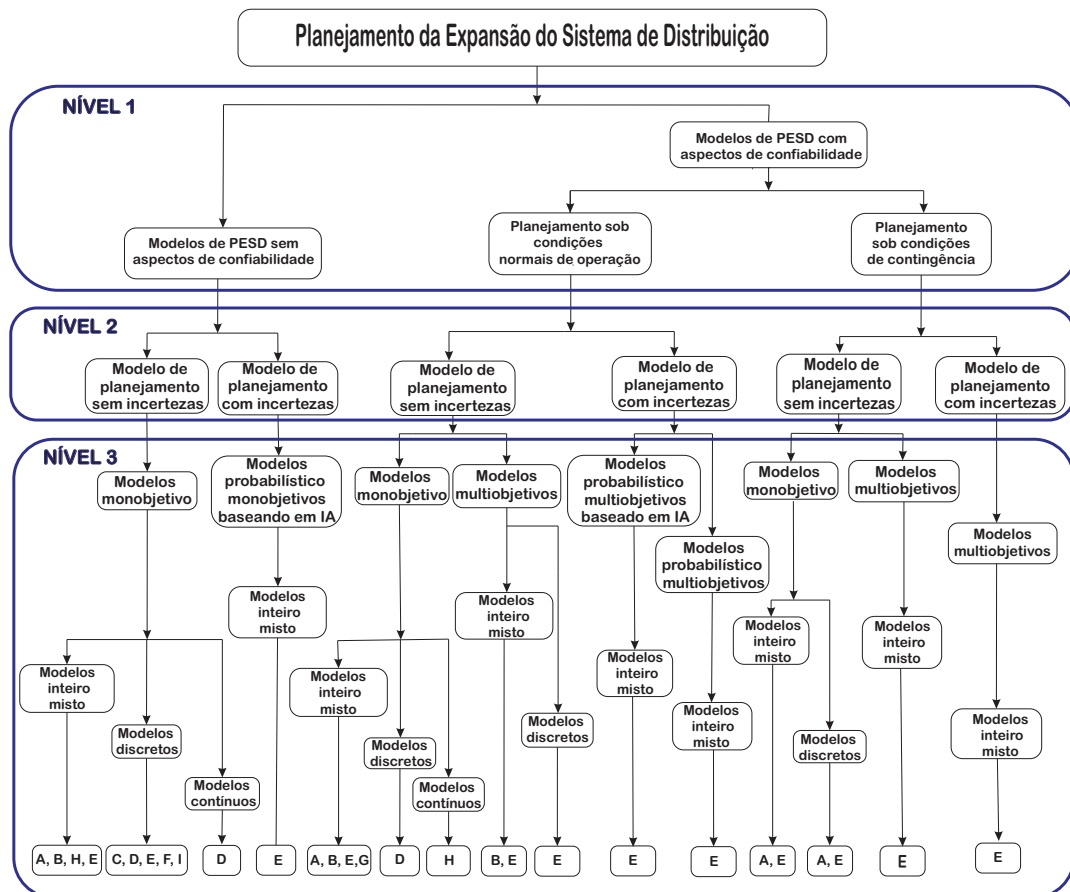 Planejamento da Expansão do Sistema de Distribuição
NÍVEL 1
Modelos de PESD com
aspectos de confiabilidade
Modelos de PESD sem
aspectos de confiabilidade
Planejamento sob
condições
normais de operação
Planejamento
sob condições
de contingência
NÍVEL 2
Modelo de
planejamento
sem incertezas
Modelo de
planejamento
com incertezas
Modelo de
planejamento
sem incertezas
Modelo de
planejamento
com incertezas
Modelo de
planejamento
sem incertezas
Modelo de
planejamento
com incertezas
NÍVEL 3
Modelos
monobjetivo
Modelos
probabilístico
monobjetivos
baseando em IA
Modelos
monobjetivo
Modelos
multiobjetivos
Modelos
probabilístico
multiobjetivos
baseado em IA
Modelos
probabilístico
multiobjetivos
Modelos
monobjetivo
Modelos
multiobjetivos
Modelos
multiobjetivos
Modelos
inteiro
misto
Modelos
discretos
Modelos
contínuos
Modelos
inteiro
misto
Modelos
inteiro
misto
Modelos
discretos
Modelos
contínuos
Modelos
inteiro
misto
Modelos
discretos
Modelos
inteiro
misto
Modelos
inteiro
misto
Modelos
inteiro
misto
Modelos
discretos
Modelos
inteiro
misto
Modelos
inteiro
misto
A, B, H, E
C, D, E, F, I
D
E
A, B, E,G
D
H
B, E
E
E
E
A, E
A, E
E
E